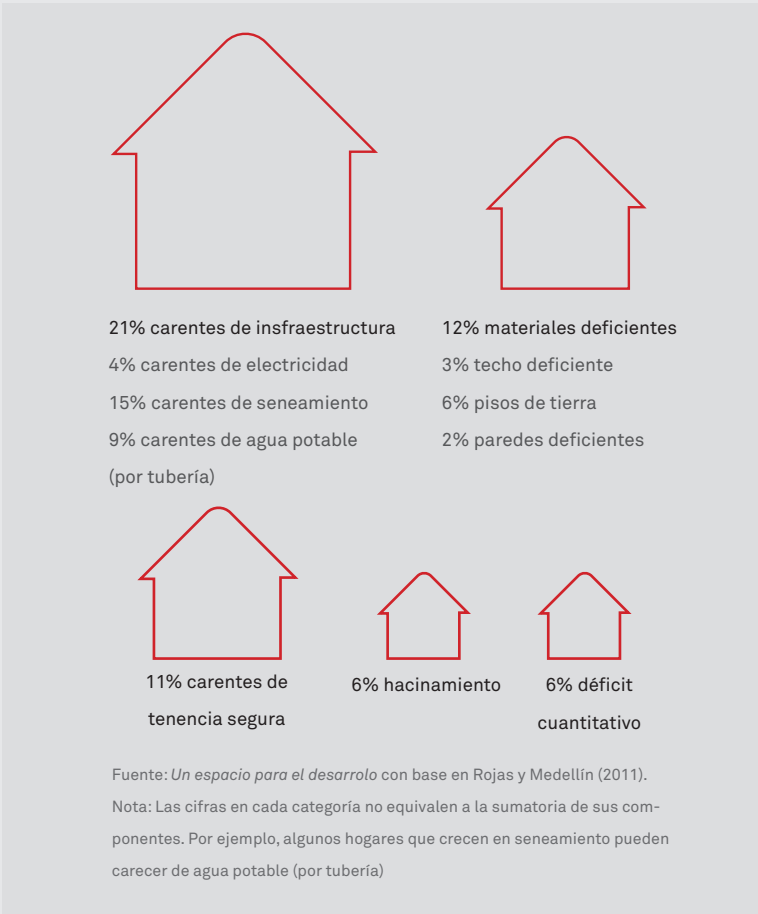 21% carentes de insfraestructura
4% carentes de electricidad
15% carentes de seneamiento
9% carentes de agua potable
(por tubería)
12% materiales deficientes
3% techo deficiente
6% pisos de tierra
2% paredes deficientes
11% carentes de
tenencia segura
6% hacinamiento
6% déficit
cuantitativo
Fuente: Un espacio para el desarrolo con base en Rojas y Medellín (2011).
Nota: Las cifras en cada categoría no equivalen a la sumatoria de sus com-
ponentes. Por ejemplo, algunos hogares que crecen en seneamiento pueden
carecer de agua potable (por tubería)